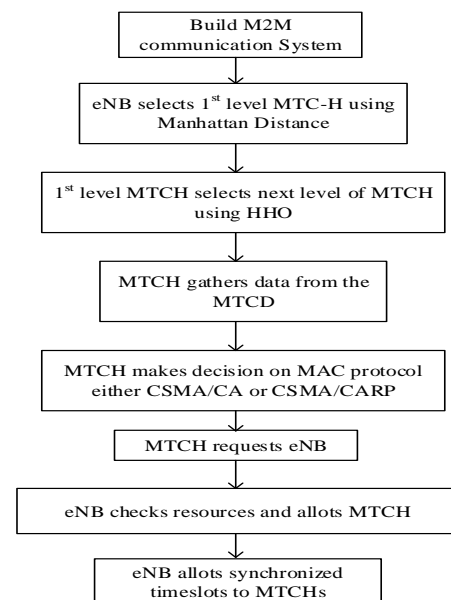 Build M2M
communication System
eNB selects 1st level MTC-H using
Manhattan Distance
1st level MTCH selects next level of MTCH
using HHO
MTCH gathers data from the
MTCD
MTCH makes decision on MAC protocol
either CSMA/CA or CSMA/CARP
MTCH requests eNB
eNB checks resources and allots MTCH
eNB allots synchronized
timeslots to MTCHs